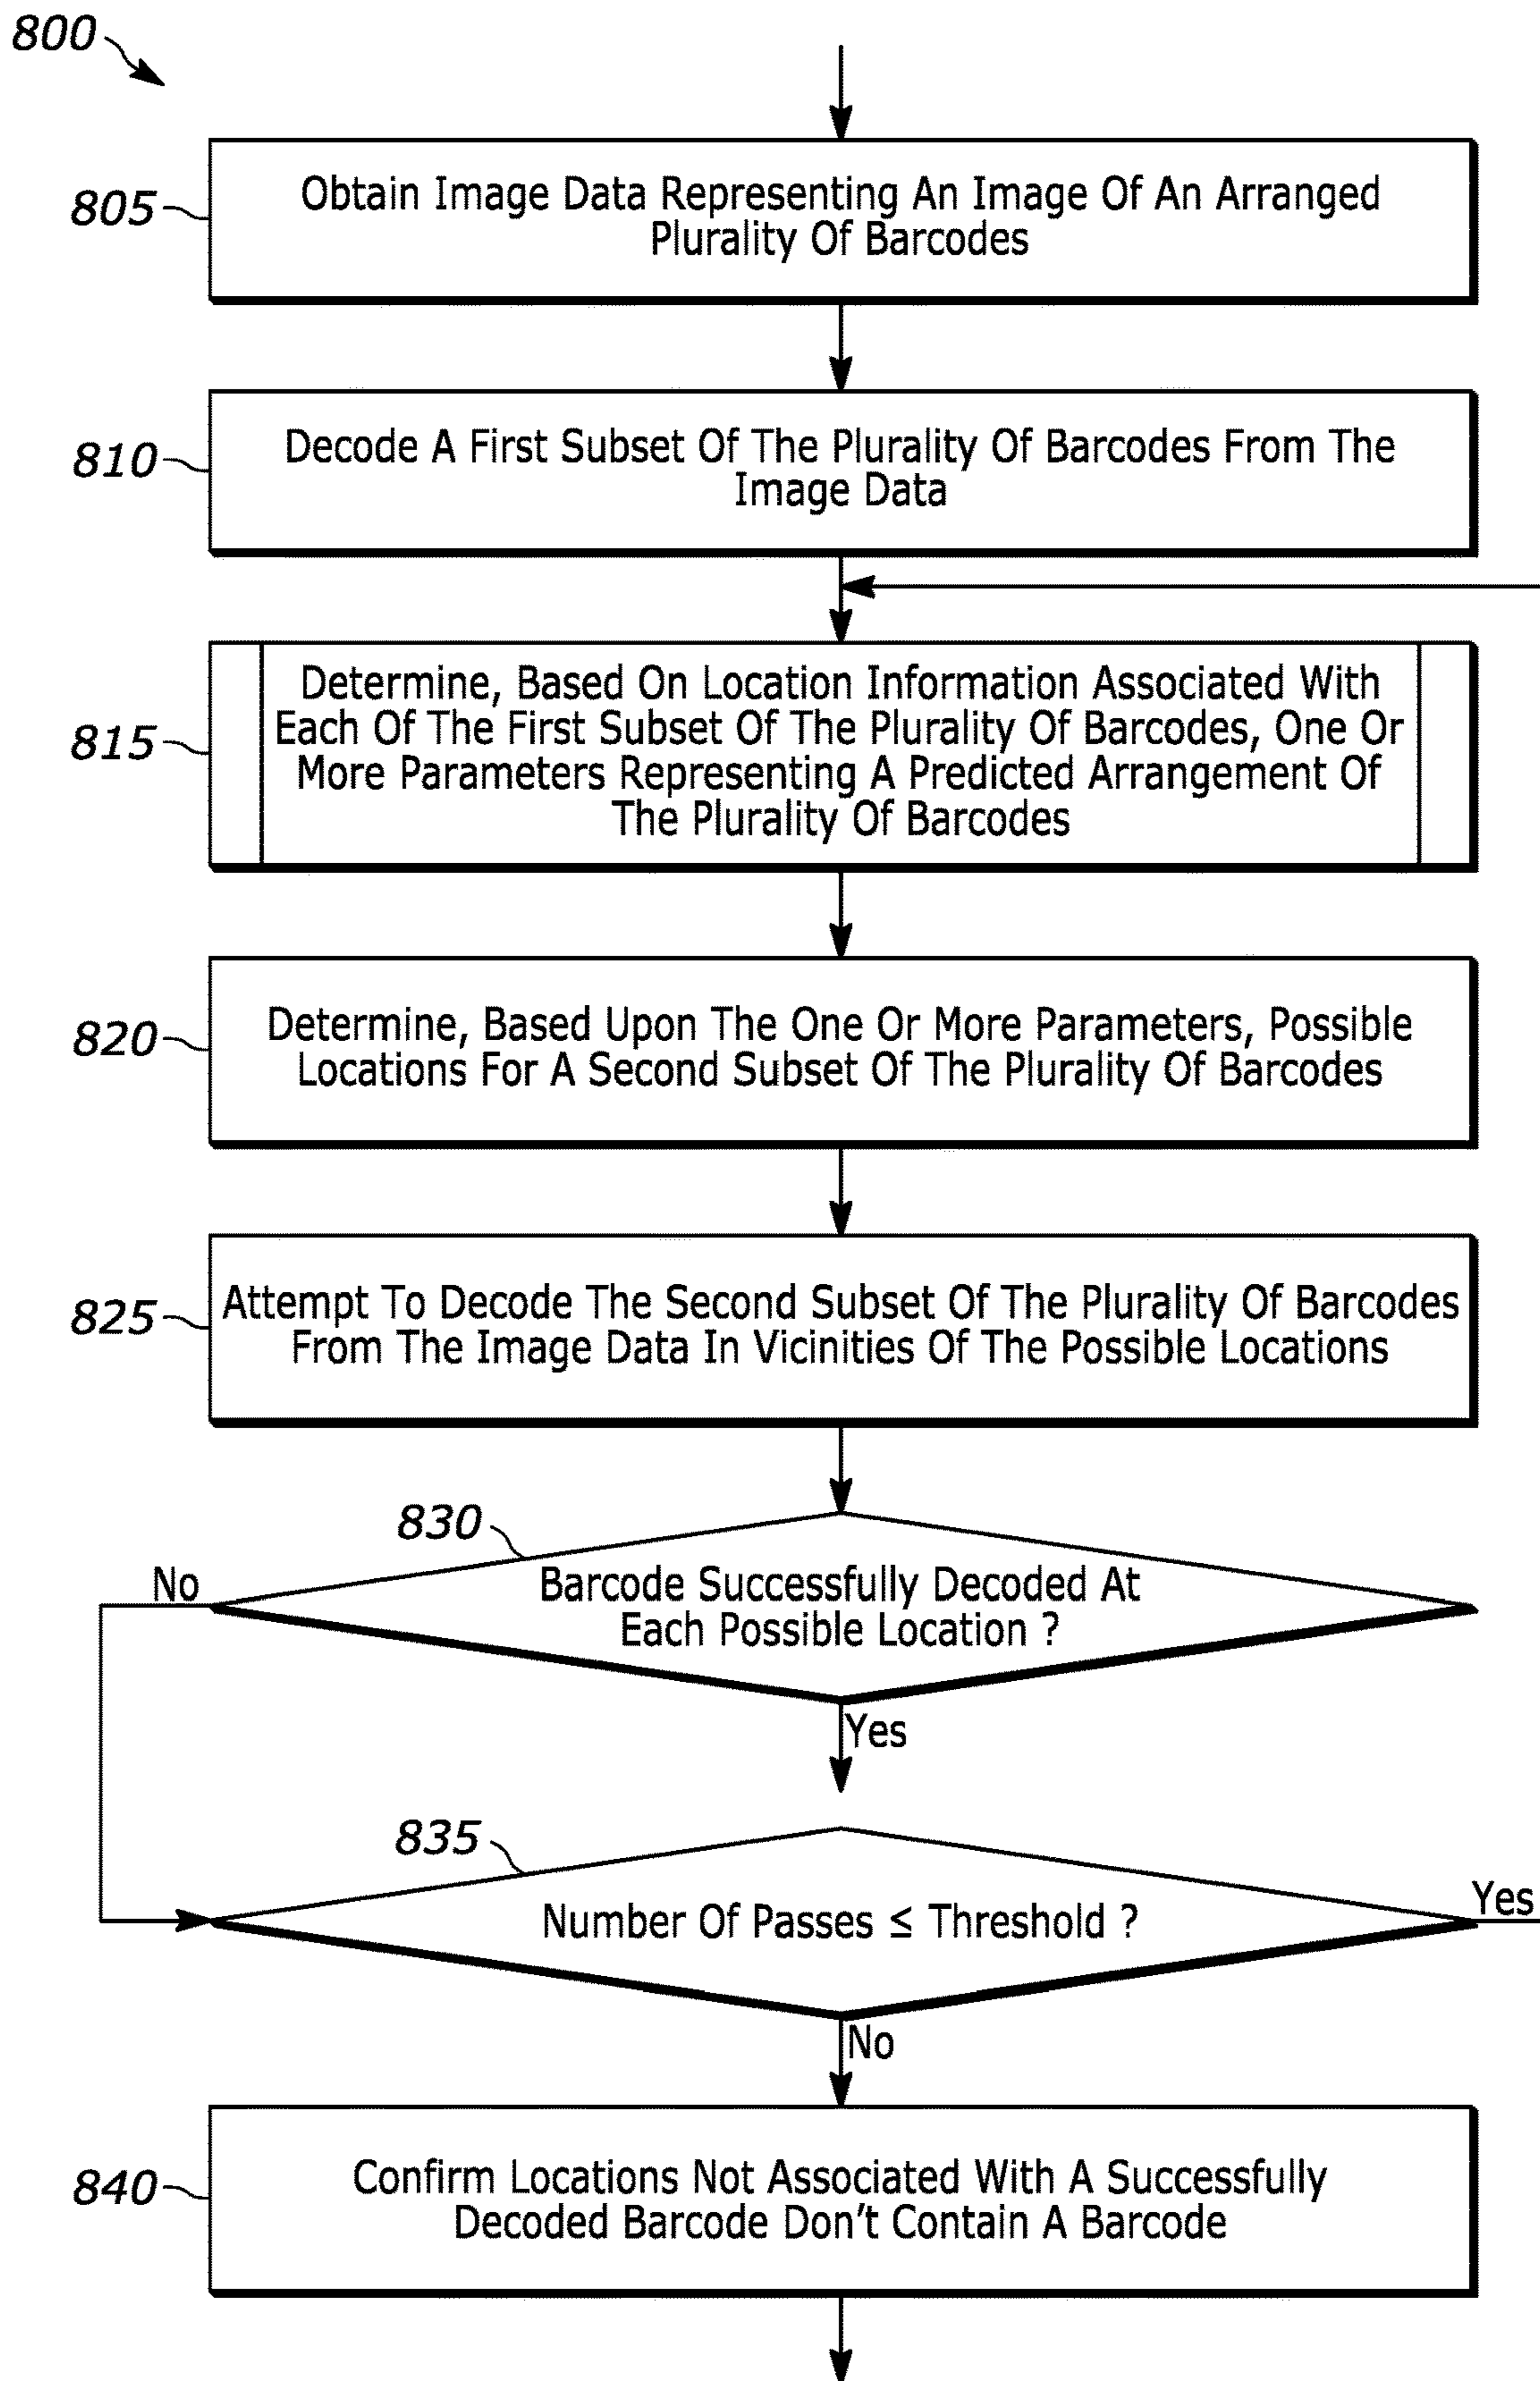 800
805
Obtain Image Data Representing An Image Of An Arranged
Plurality Of Barcodes
810
Decode A First Subset Of The Plurality Of Barcodes From The
Image Data
815
Determine, Based On Location Information Associated With
Each Of The First Subset Of The Plurality Of Barcodes, One Or
More Parameters Representing A Predicted Arrangement Of
The Plurality Of Barcodes
820
Determine, Based Upon The One Or More Parameters, Possible
Locations For A Second Subset Of The Plurality Of Barcodes
825
Attempt To Decode The Second Subset Of The Plurality Of Barcodes
From The Image Data In Vicinities Of The Possible Locations
830
No
Barcode Successfully Decoded At
Each Possible Location ?
Yes
835
Number Of Passes ≤ Threshold ?
Yes
No
840
Confirm Locations Not Associated With A Successfully
Decoded Barcode Don't Contain A Barcode